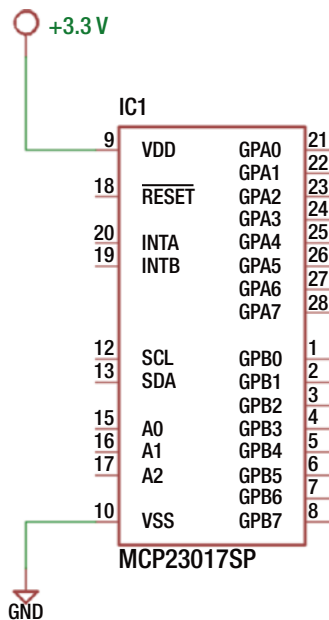 +3.3 V
IC1
9 VDD GPA0 21
GPA1 22
18 RESET GPA2 23
GPA3 24
20 INTA GPA4 25
19 INTB GPA5 26
GPA6 27
GPA7 28
12 SCL GPB0 1
13 SDA GPB1 2
GPB2 3
15 A0 GPB3 4
16 A1 GPB4 5
17 A2 GPB5 6
GPB6 7
10 VSS GPB7 8
MCP23017SP
GND